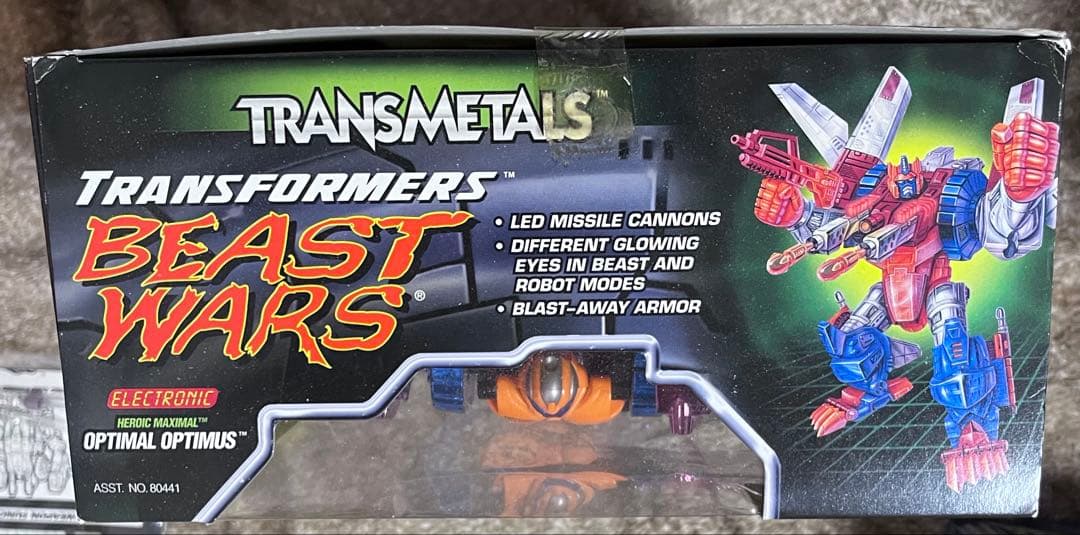 TRANSMETALS™
TRANSFORMERS™
BEAST
WARS®
• LED MISSILE CANNONS
• DIFFERENT GLOWING
EYES IN BEAST AND
ROBOT MODES
• BLAST-AWAY ARMOR
ELECTRONIC
HEROIC MAXIMAL™
OPTIMAL OPTIMUS™
ASST. NO. 80441